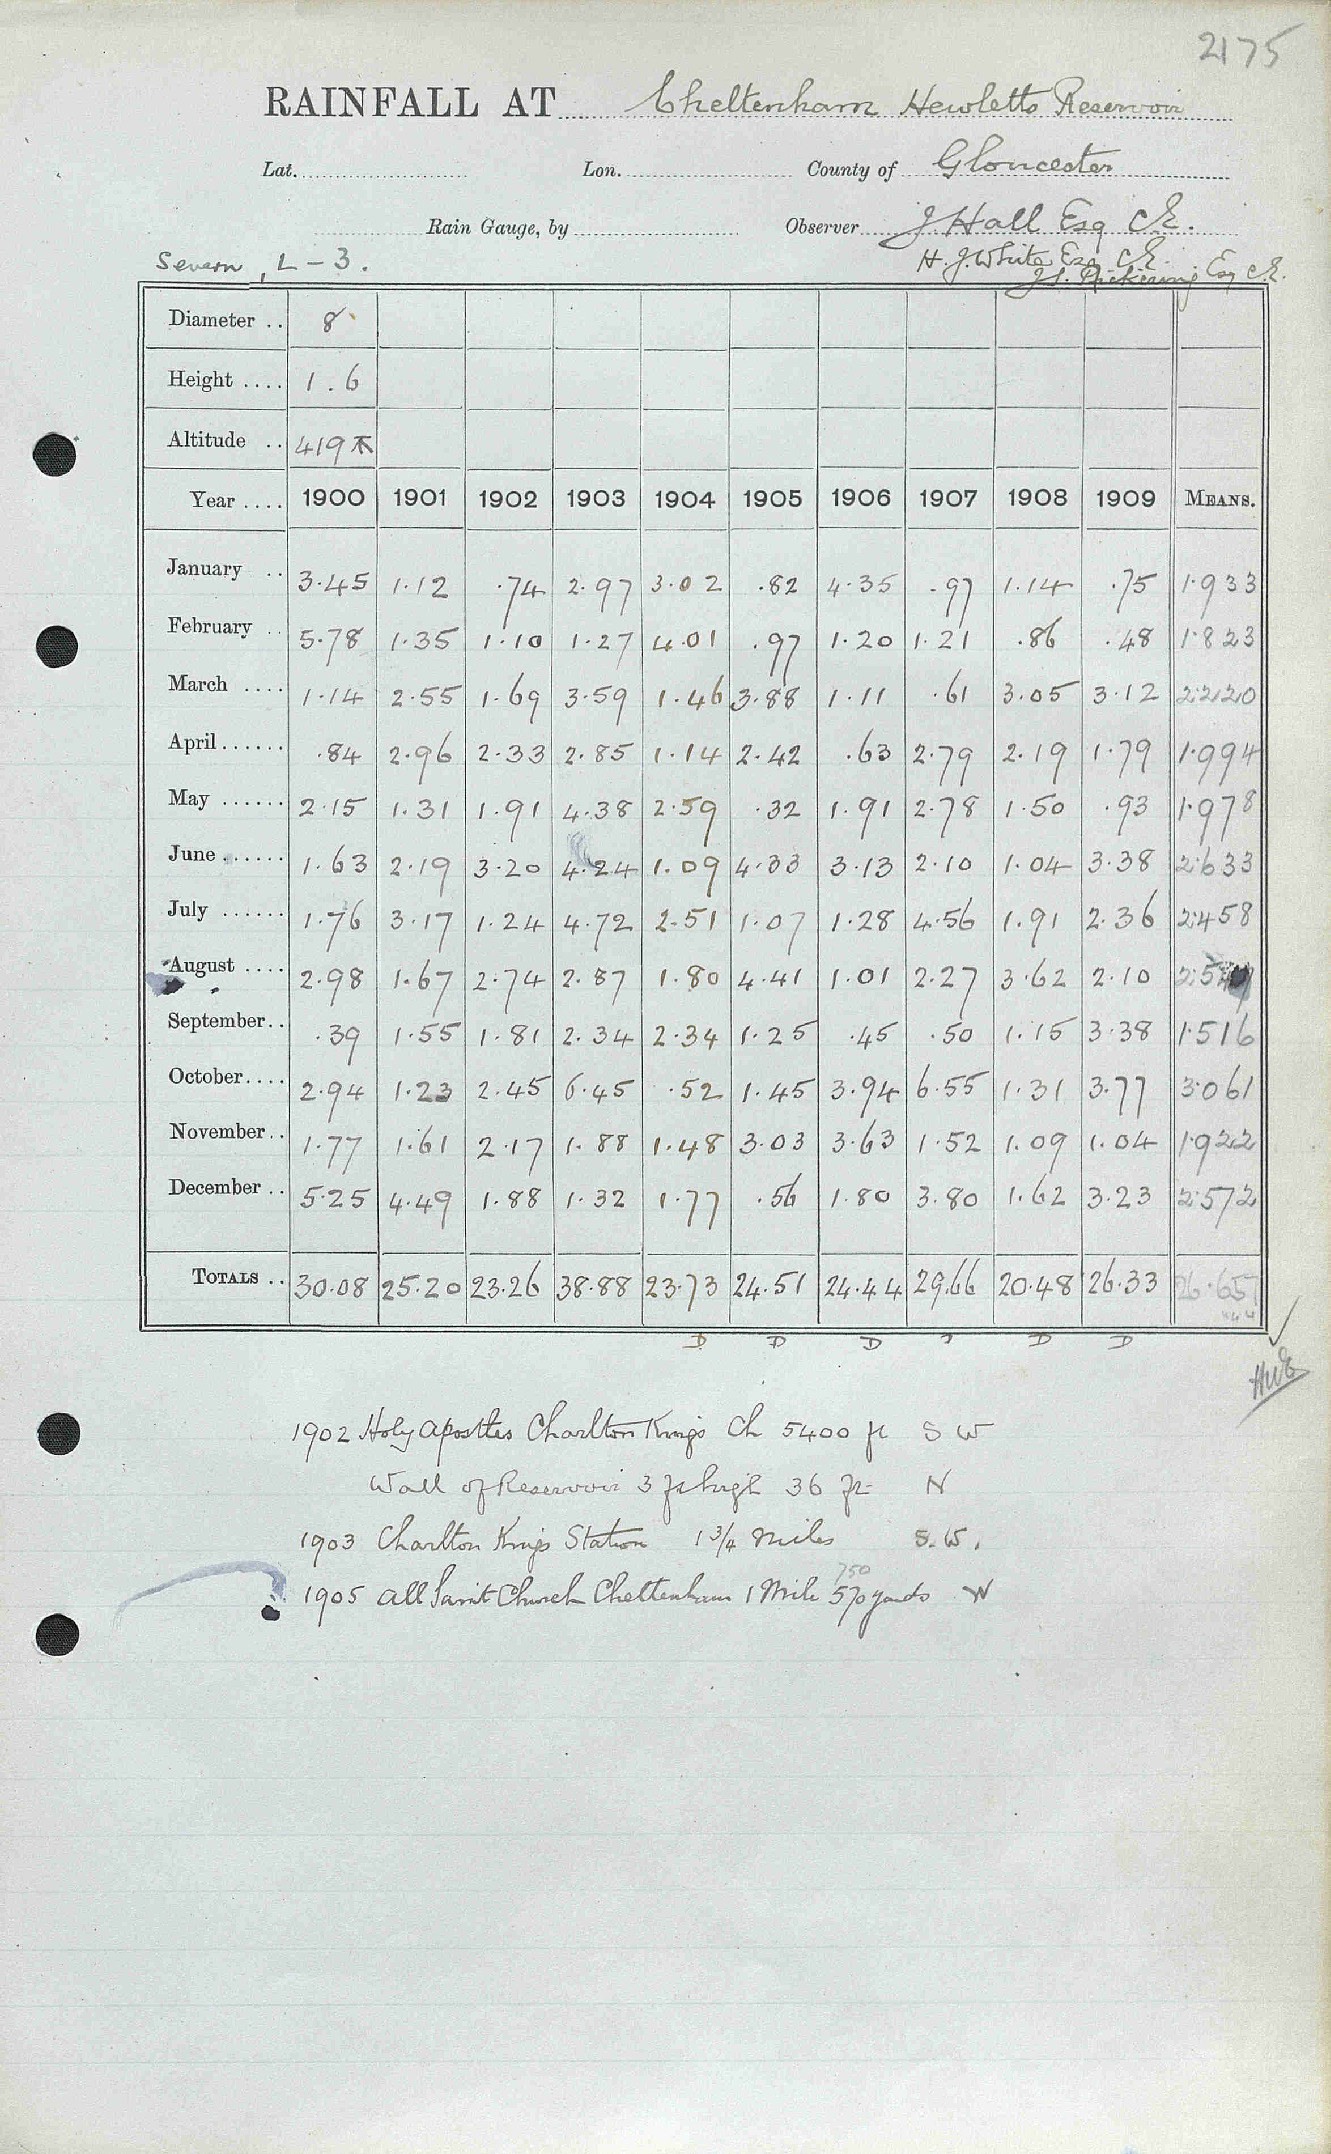 2175
RAINFALL AT Cheltenham Hewletts Reservoir
Lat. Lon. County of Gloucester
Rain Gauge, by Observer J. Hall Esq C.E.
Severn, L-3. H. J. White Esq C.E.
Pickering Esq C.E.
Diameter .. 8
Height .... 1.6
Altitude .. 419
Year .... 1900 1901 1902 1903 1904 1905 1906 1907 1908 1909 MEANS.
January .. 3.45 1.12 .74 2.97 3.02 .82 4.35 .97 1.14 .75 1.933
February .. 5.78 1.35 1.10 1.27 4.01 .97 1.20 1.21 .86 .48 1.823
March .... 1.14 2.55 1.69 3.59 1.46 3.88 1.11 .61 3.05 3.12 2.220
April ...... .84 2.96 2.33 2.85 1.14 2.42 .63 2.79 2.19 1.79 1.994
May ...... 2.15 1.31 1.91 4.38 2.59 .32 1.91 2.78 1.50 .93 1.978
June ...... 1.63 2.19 3.20 4.24 1.09 4.33 3.13 2.10 1.04 3.38 2.633
July ...... 1.76 3.17 1.24 4.72 2.51 1.07 1.28 4.56 1.91 2.36 2.458
August .... 2.98 1.67 2.74 2.87 1.80 4.41 1.01 2.27 3.62 2.10
September.. .39 1.55 1.81 2.34 2.34 1.25 .45 .50 1.15 3.38 1.516
October.... 2.94 1.23 2.45 6.45 .52 1.45 3.94 6.55 1.31 3.77 3.061
November.. 1.77 1.61 2.17 1.88 1.48 3.03 3.63 1.52 1.09 1.04 1.922
December .. 5.25 4.49 1.88 1.32 1.77 .56 1.80 3.80 1.62 3.23 2.572
TOTALS .. 30.08 25.20 23.26 38.88 23.73 24.51 24.44 29.66 20.48 26.33 26.657
D D D D D
1902 Holy Apostles Charlton Kings Ch 5400 ft S W
Wall of Reservoir 3 ft high 36 ft N
1903 Charlton Kings Station 1 3/4 Miles S.W.
750
1905 All Saint Church Cheltenham 1 Mile 570 yards W